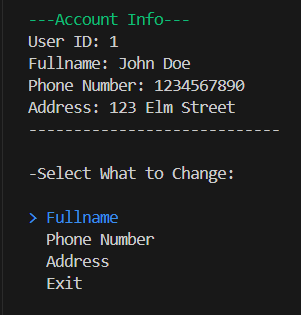 ---Account Info---
User ID: 1
Fullname: John Doe
Phone Number: 1234567890
Address: 123 Elm Street
----------------------------
-Select What to Change:
> Fullname
Phone Number
Address
Exit